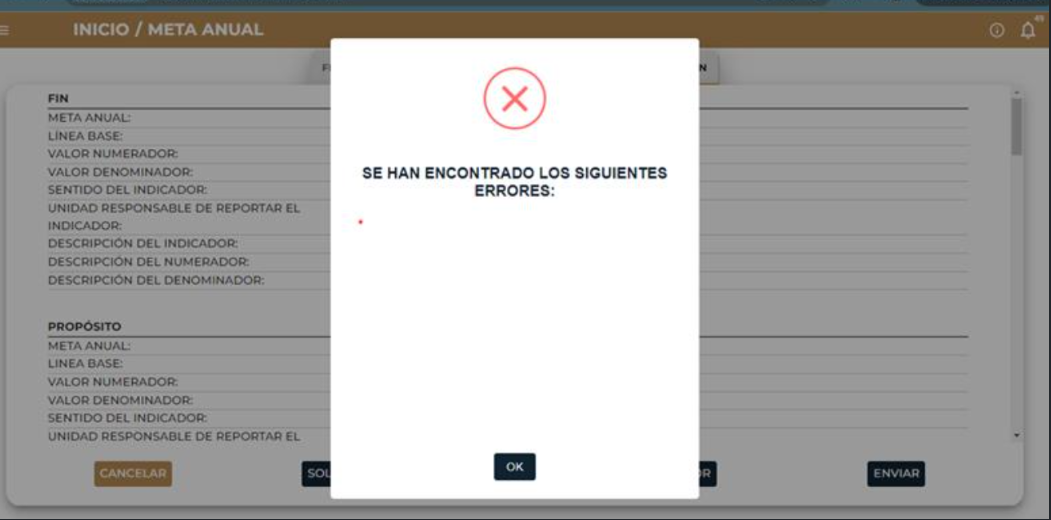 INICIO / META ANUAL
49
FIN
META ANUAL:
LÍNEA BASE:
VALOR NUMERADOR:
VALOR DENOMINADOR:
SENTIDO DEL INDICADOR:
UNIDAD RESPONSABLE DE REPORTAR EL
INDICADOR:
DESCRIPCIÓN DEL INDICADOR:
DESCRIPCIÓN DEL NUMERADOR:
DESCRIPCIÓN DEL DENOMINADOR:
PROPÓSITO
META ANUAL:
LINEA BASE:
VALOR NUMERADOR:
VALOR DENOMINADOR:
SENTIDO DEL INDICADOR:
UNIDAD RESPONSABLE DE REPORTAR EL
SE HAN ENCONTRADO LOS SIGUIENTES
ERRORES:
OK
CANCELAR
ENVIAR